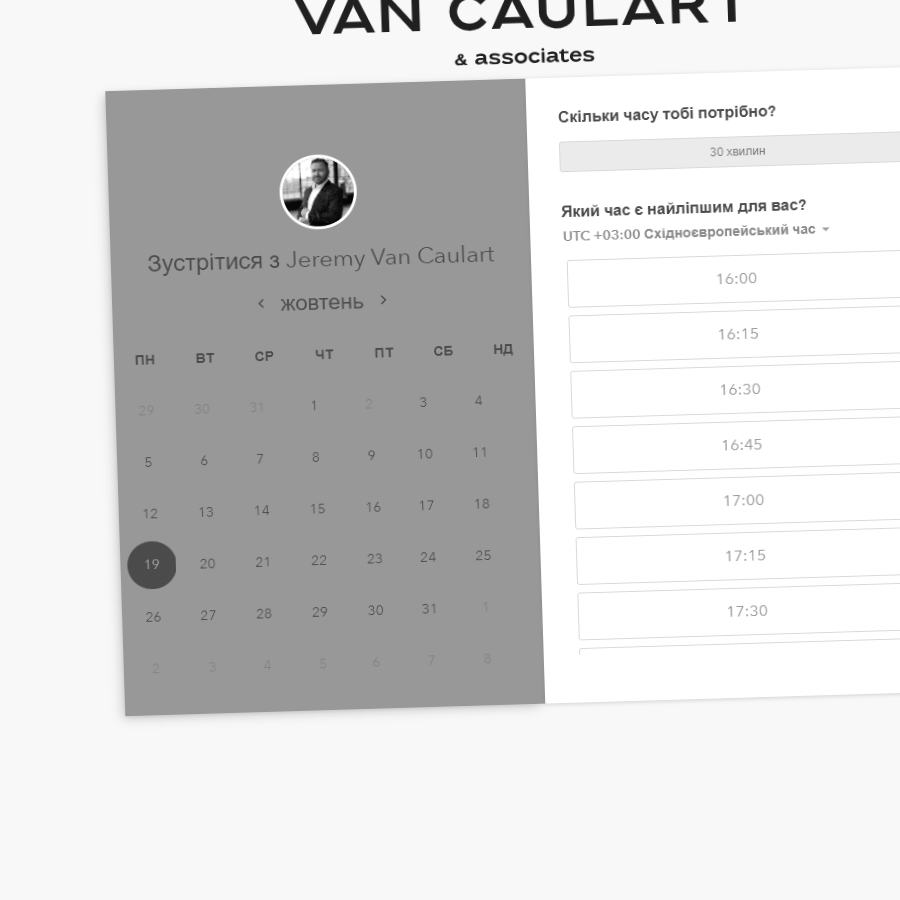 VAN CAULART
& associates
Зустрітися з Jeremy Van Caulart
жовтень
ПН ВТ СР ЧТ ПТ СБ НД
29 30 31 1 2 3 4
5 6 7 8 9 10 11
12 13 14 15 16 17 18
19 20 21 22 23 24 25
26 27 28 29 30 31 1
2 3 4 5 6 7 8
Скільки часу тобі потрібно?
30 хвилин
Який час є найліпшим для вас?
UTC +03:00 Східноєвропейський час
16:00
16:15
16:30
16:45
17:00
17:15
17:30